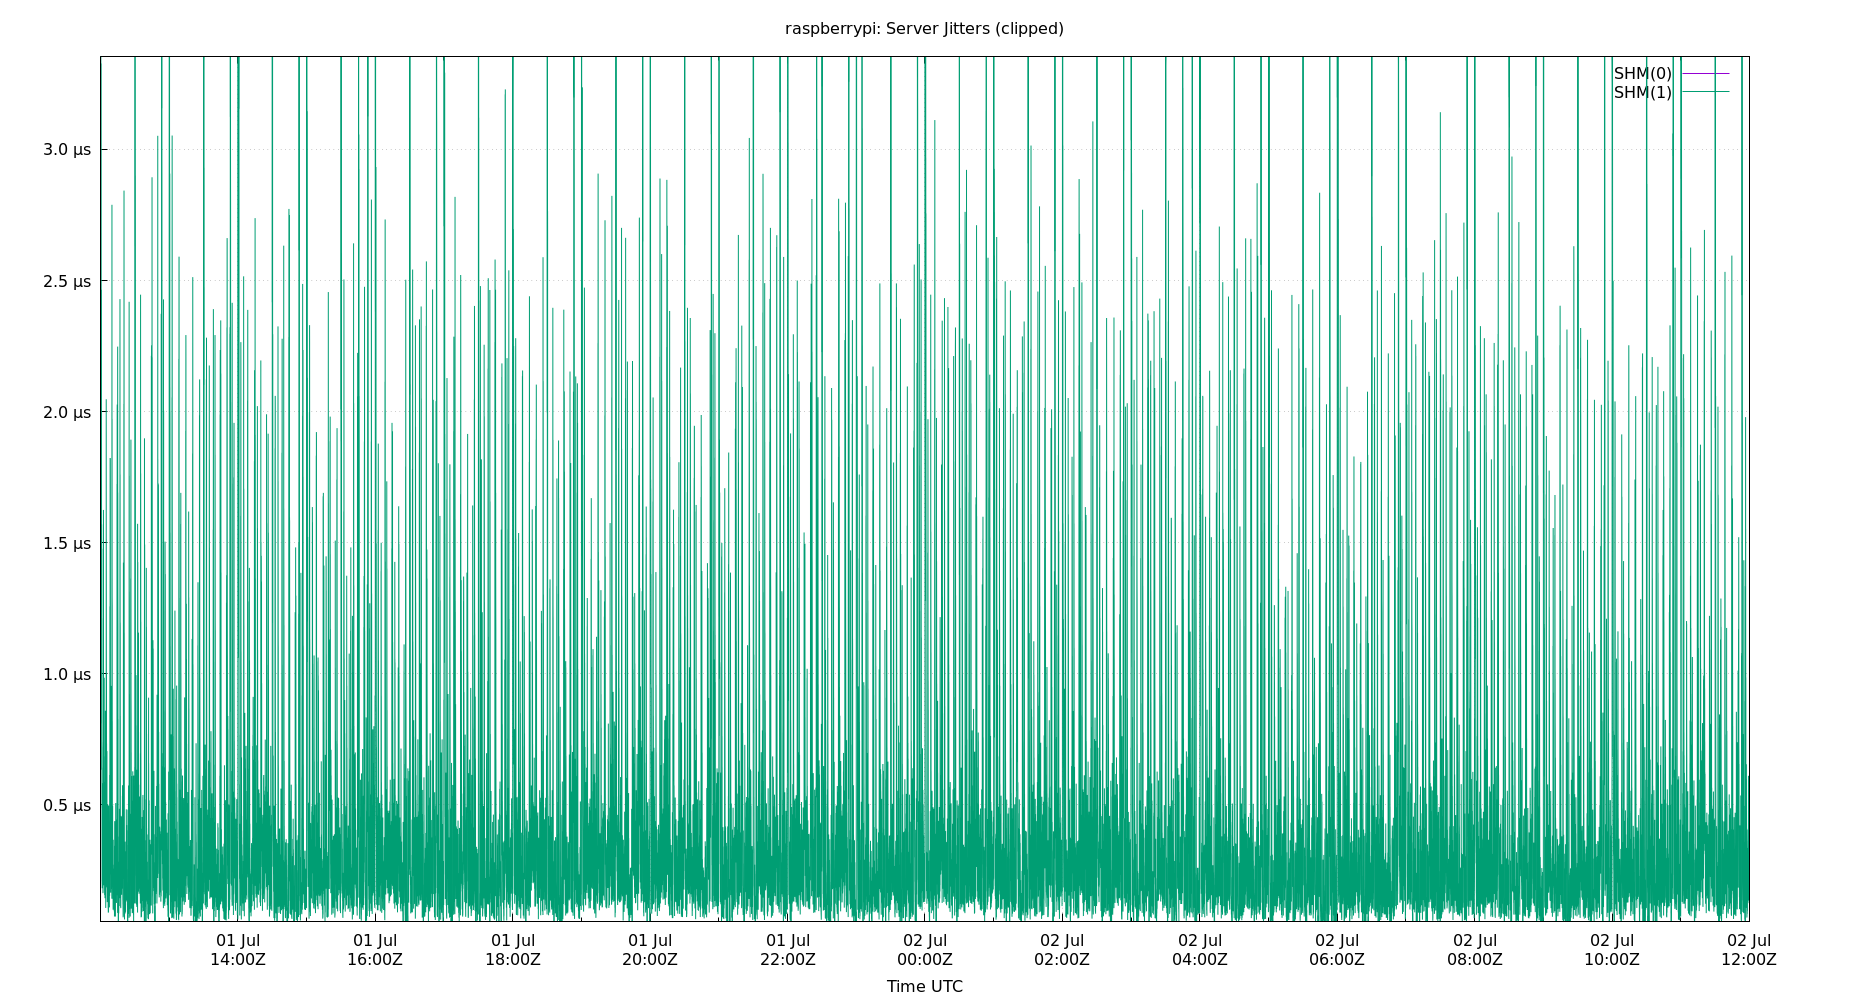 raspberrypi: Server Jitters (clipped)
SHM(0)
SHM(1)
3.0 µs
2.5 µs
2.0 µs
1.5 µs
1.0 µs
0.5 µs
01 Jul 01 Jul 01 Jul 01 Jul 01 Jul 02 Jul 02 Jul 02 Jul 02 Jul 02 Jul 02 Jul 02 Jul
14:00Z 16:00Z 18:00Z 20:00Z 22:00Z 00:00Z 02:00Z 04:00Z 06:00Z 08:00Z 10:00Z 12:00Z
Time UTC